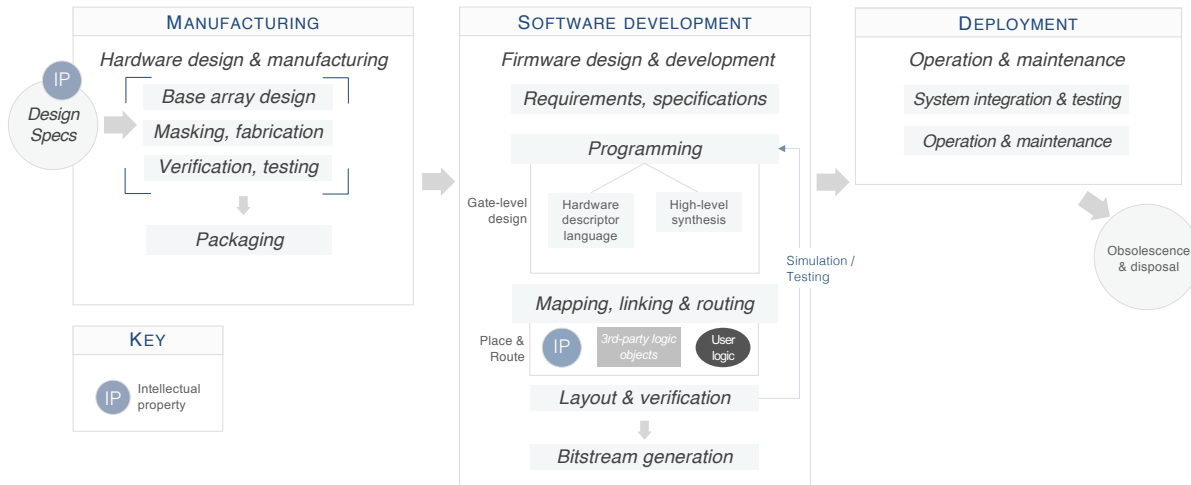 MANUFACTURING
Hardware design & manufacturing
IP
Design
Specs
Base array design
Masking, fabrication
Verification, testing
Packaging
KEY
IP
Intellectual
property
SOFTWARE DEVELOPMENT
Firmware design & development
Requirements, specifications
Programming
Gate-level
design
Hardware
descriptor
language
High-level
synthesis
Simulation /
Testing
Mapping, linking & routing
Place &
Route
IP
3rd-party logic
objects
User
logic
Layout & verification
Bitstream generation
DEPLOYMENT
Operation & maintenance
System integration & testing
Operation & maintenance
Obsolescence
& disposal